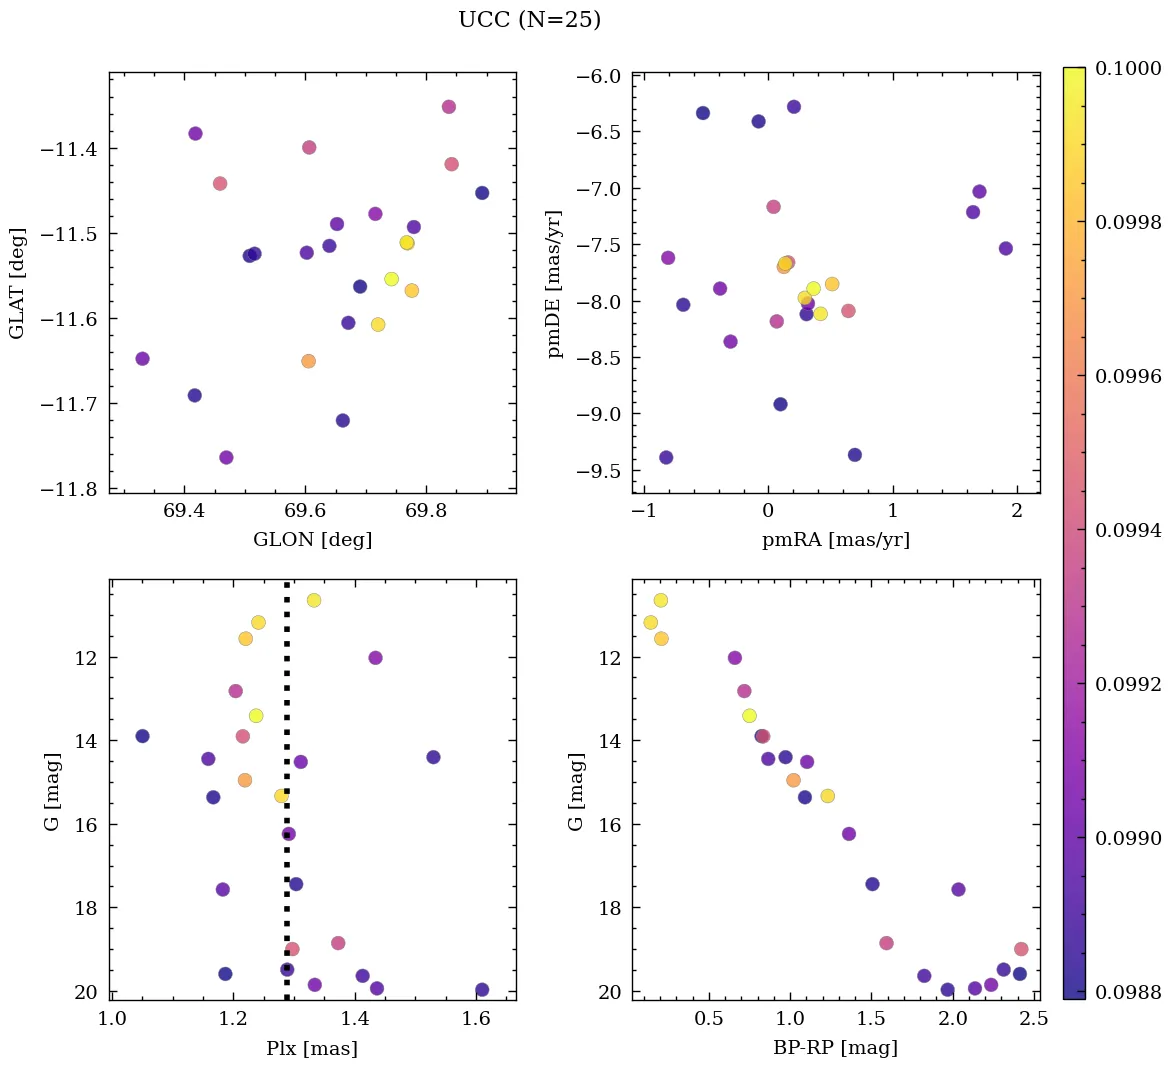 UCC (N=25)
−11.4
−11.5
−11.6
−11.7
−11.8
GLAT [deg]
69.4 69.6 69.8
GLON [deg]
−6.0
−6.5
−7.0
−7.5
−8.0
−8.5
−9.0
−9.5
pmDE [mas/yr]
−1 0 1 2
pmRA [mas/yr]
12
14
16
18
20
G [mag]
1.0 1.2 1.4 1.6
Plx [mas]
12
14
16
18
20
G [mag]
0.5 1.0 1.5 2.0 2.5
BP-RP [mag]
0.1000
0.0998
0.0996
0.0994
0.0992
0.0990
0.0988